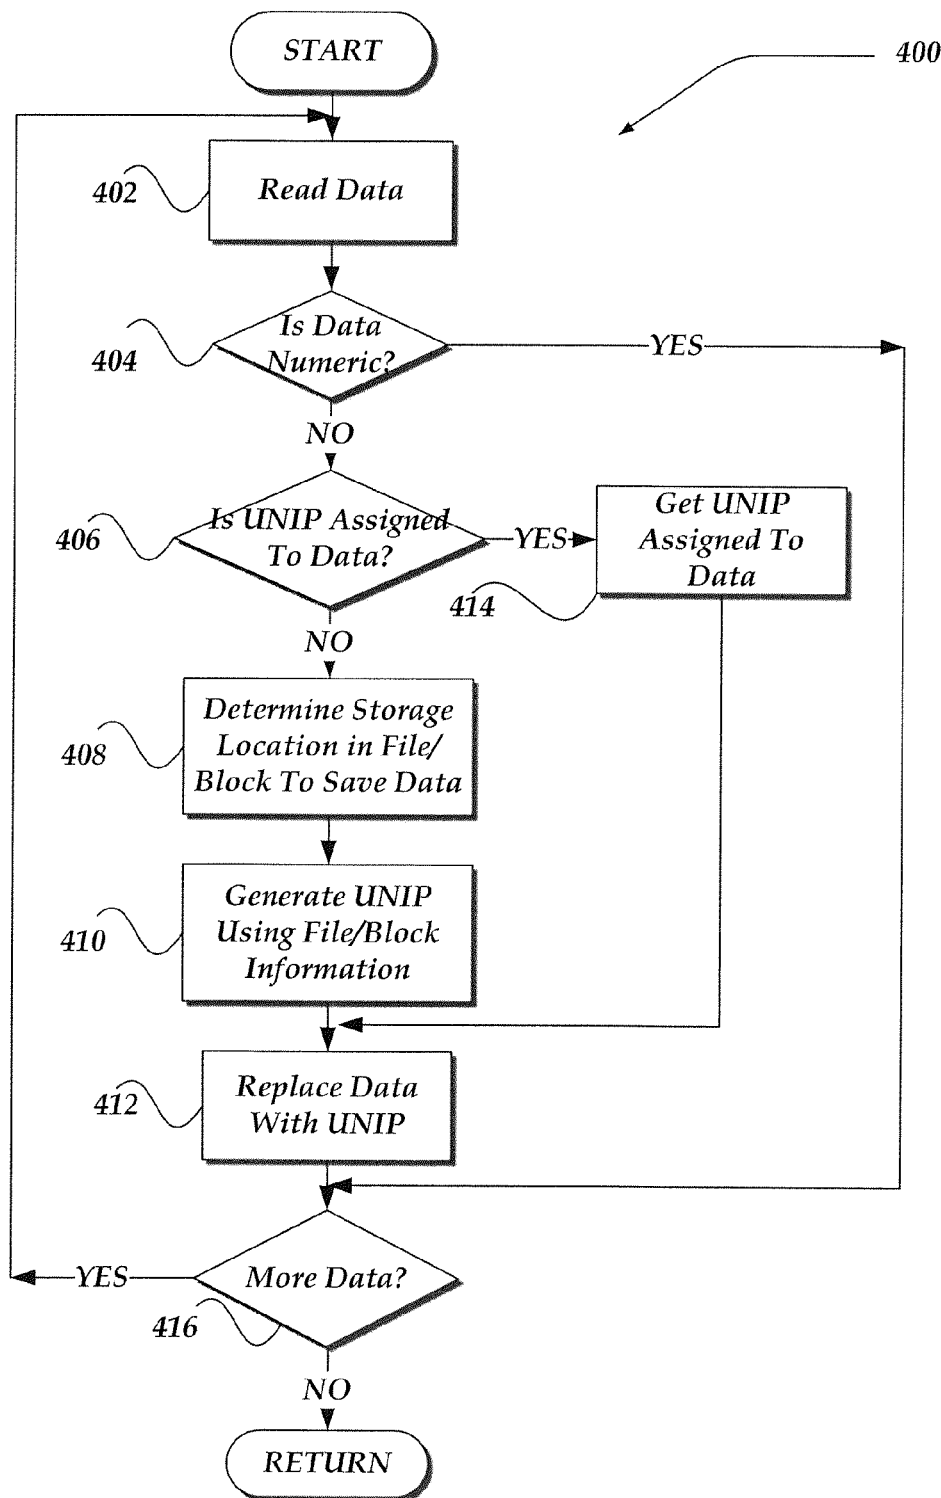 START
400
402
Read Data
404
Is Data
Numeric?
YES
NO
406
Is UNIP Assigned
To Data?
YES
Get UNIP
Assigned To
Data
414
NO
408
Determine Storage
Location in File/
Block To Save Data
410
Generate UNIP
Using File/Block
Information
412
Replace Data
With UNIP
More Data?
YES
416
NO
RETURN